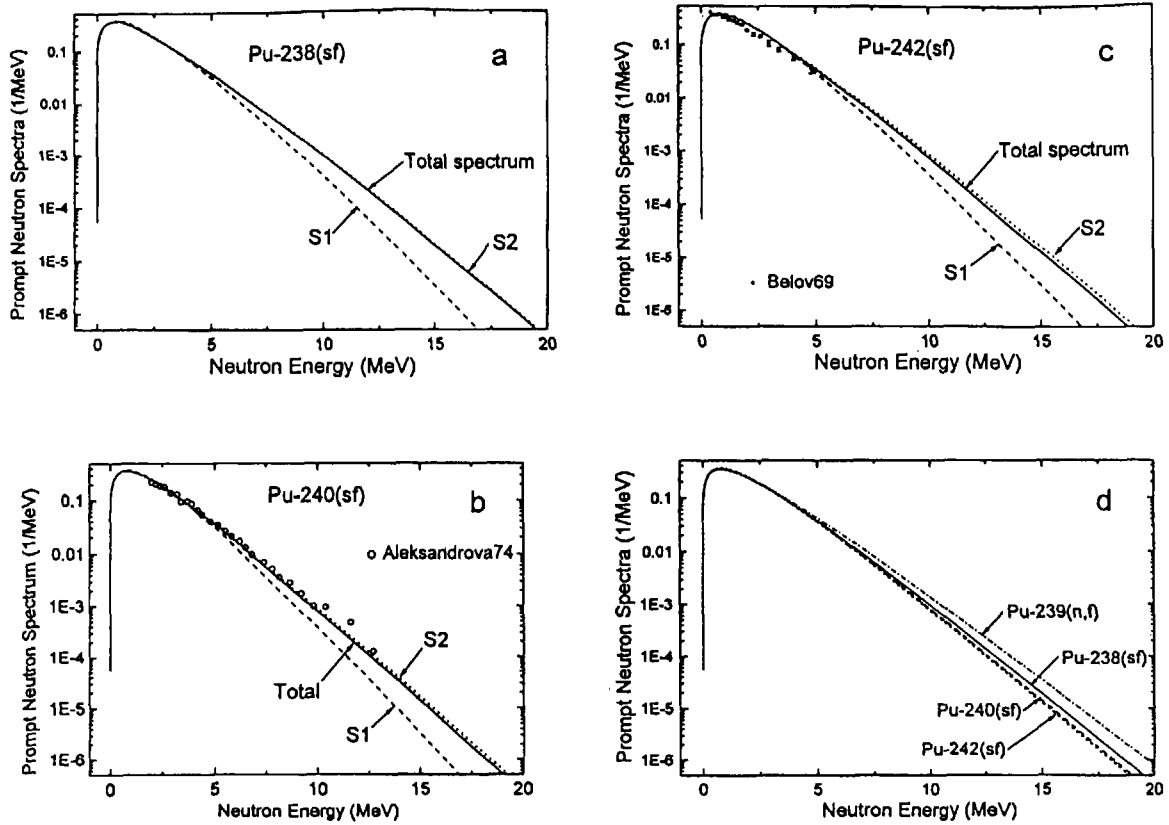 Prompt Neutron Spectra (1/MeV)
0.1
0.01
1E-3
1E-4
1E-5
1E-6
Pu-238(sf)
a
Total spectrum
S1
S2
0
5
10
15
20
Neutron Energy (MeV)
Prompt Neutron Spectra (1/MeV)
0.1
0.01
1E-3
1E-4
1E-5
1E-6
Pu-242(sf)
c
Total spectrum
S2
S1
Belov69
0
5
10
15
20
Neutron Energy (MeV)
Prompt Neutron Spectrum (1/MeV)
0.1
0.01
1E-3
1E-4
1E-5
1E-6
Pu-240(sf)
b
Aleksandrova74
S2
Total
S1
0
5
10
15
20
Neutron Energy (MeV)
Prompt Neutron Spectra (1/MeV)
0.1
0.01
1E-3
1E-4
1E-5
1E-6
d
Pu-239(n,f)
Pu-238(sf)
Pu-240(sf)
Pu-242(sf)
0
5
10
15
20
Neutron Energy (MeV)